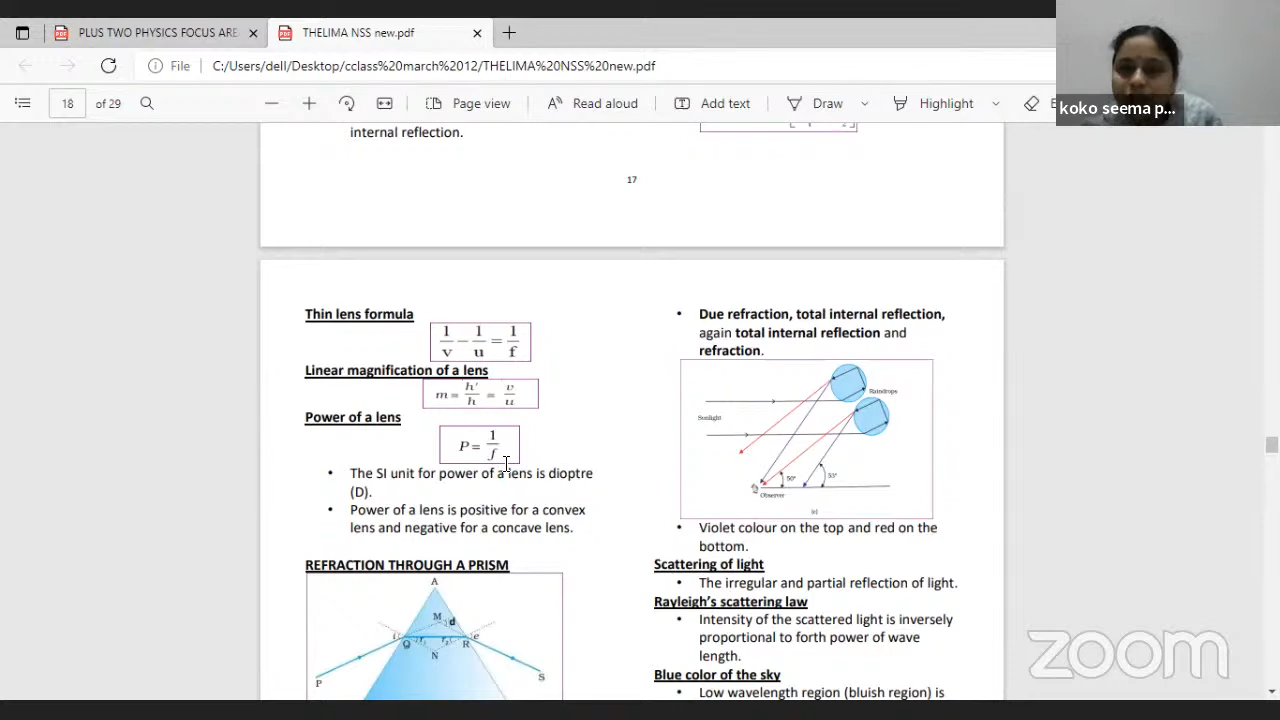 PLUS TWO PHYSICS FOCUS ARE
THELIMA NSS new.pdf
File
C:/Users/dell/Desktop/cclass%20march%2012/THELIMA%20NSS%20new.pdf
18 of 29
Page view
Read aloud
Add text
Draw
Highlight
koko seema p...
internal reflection.
17
Thin lens formula
1/v − 1/u = 1/f
Linear magnification of a lens
m = h'/h = v/u
Power of a lens
P = 1/f
• The SI unit for power of a lens is dioptre
(D).
• Power of a lens is positive for a convex
lens and negative for a concave lens.
REFRACTION THROUGH A PRISM
A
M
d
i
Q
r₁
r₂
R
e
N
P
S
• Due refraction, total internal reflection,
again total internal reflection and
refraction.
Raindrops
Sunlight
50°
53°
Observer
• Violet colour on the top and red on the
bottom.
Scattering of light
• The irregular and partial reflection of light.
Rayleigh's scattering law
• Intensity of the scattered light is inversely
proportional to forth power of wave
length.
Blue color of the sky
• Low wavelength region (bluish region) is
zoom